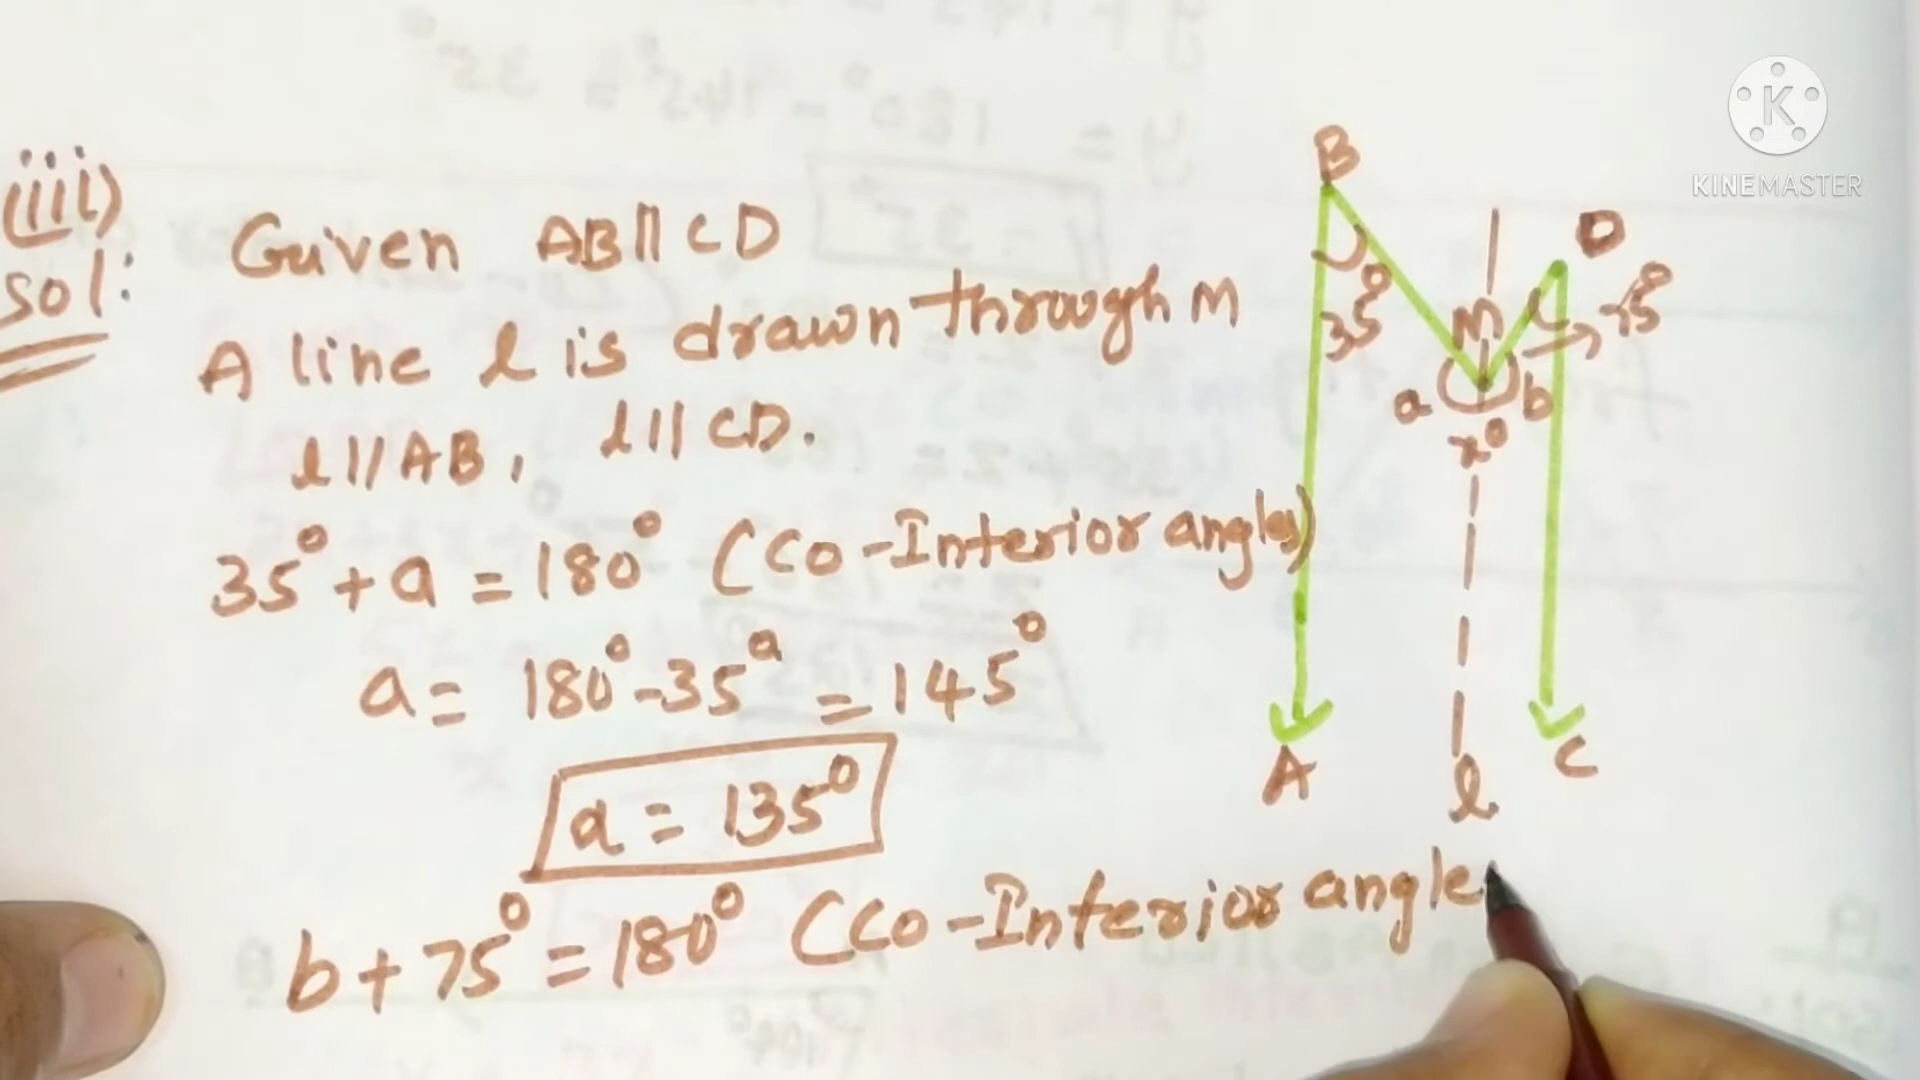 (iii)
Sol:
Given AB || CD
A line l is drawn through M
l // AB, l // CD.
35° + a = 180° (Co-Interior angles)
a = 180° - 35° = 145°
a = 135°
b + 75° = 180° (Co-Interior angle
B
D
35°
M
75°
a
b
x°
A
l
C
K
KINEMASTER